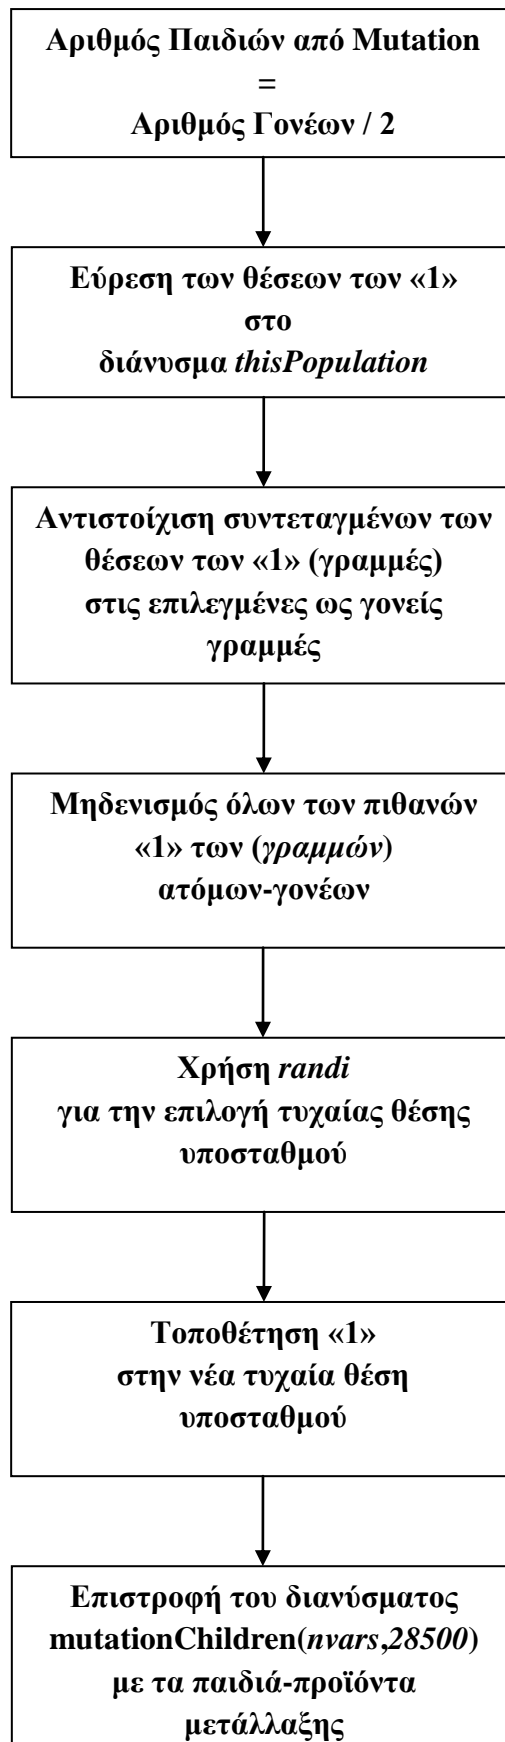 Αριθμός Παιδιών από Mutation
=
Αριθμός Γονέων / 2
Εύρεση των θέσεων των «1»
στο
διάνυσμα thisPopulation
Αντιστοίχιση συντεταγμένων των
θέσεων των «1» (γραμμές)
στις επιλεγμένες ως γονείς
γραμμές
Μηδενισμός όλων των πιθανών
«1» των (γραμμών)
ατόμων-γονέων
Χρήση randi
για την επιλογή τυχαίας θέσης
υποσταθμού
Τοποθέτηση «1»
στην νέα τυχαία θέση
υποσταθμού
Επιστροφή του διανύσματος
mutationChildren(nvars,28500)
με τα παιδιά-προϊόντα
μετάλλαξης